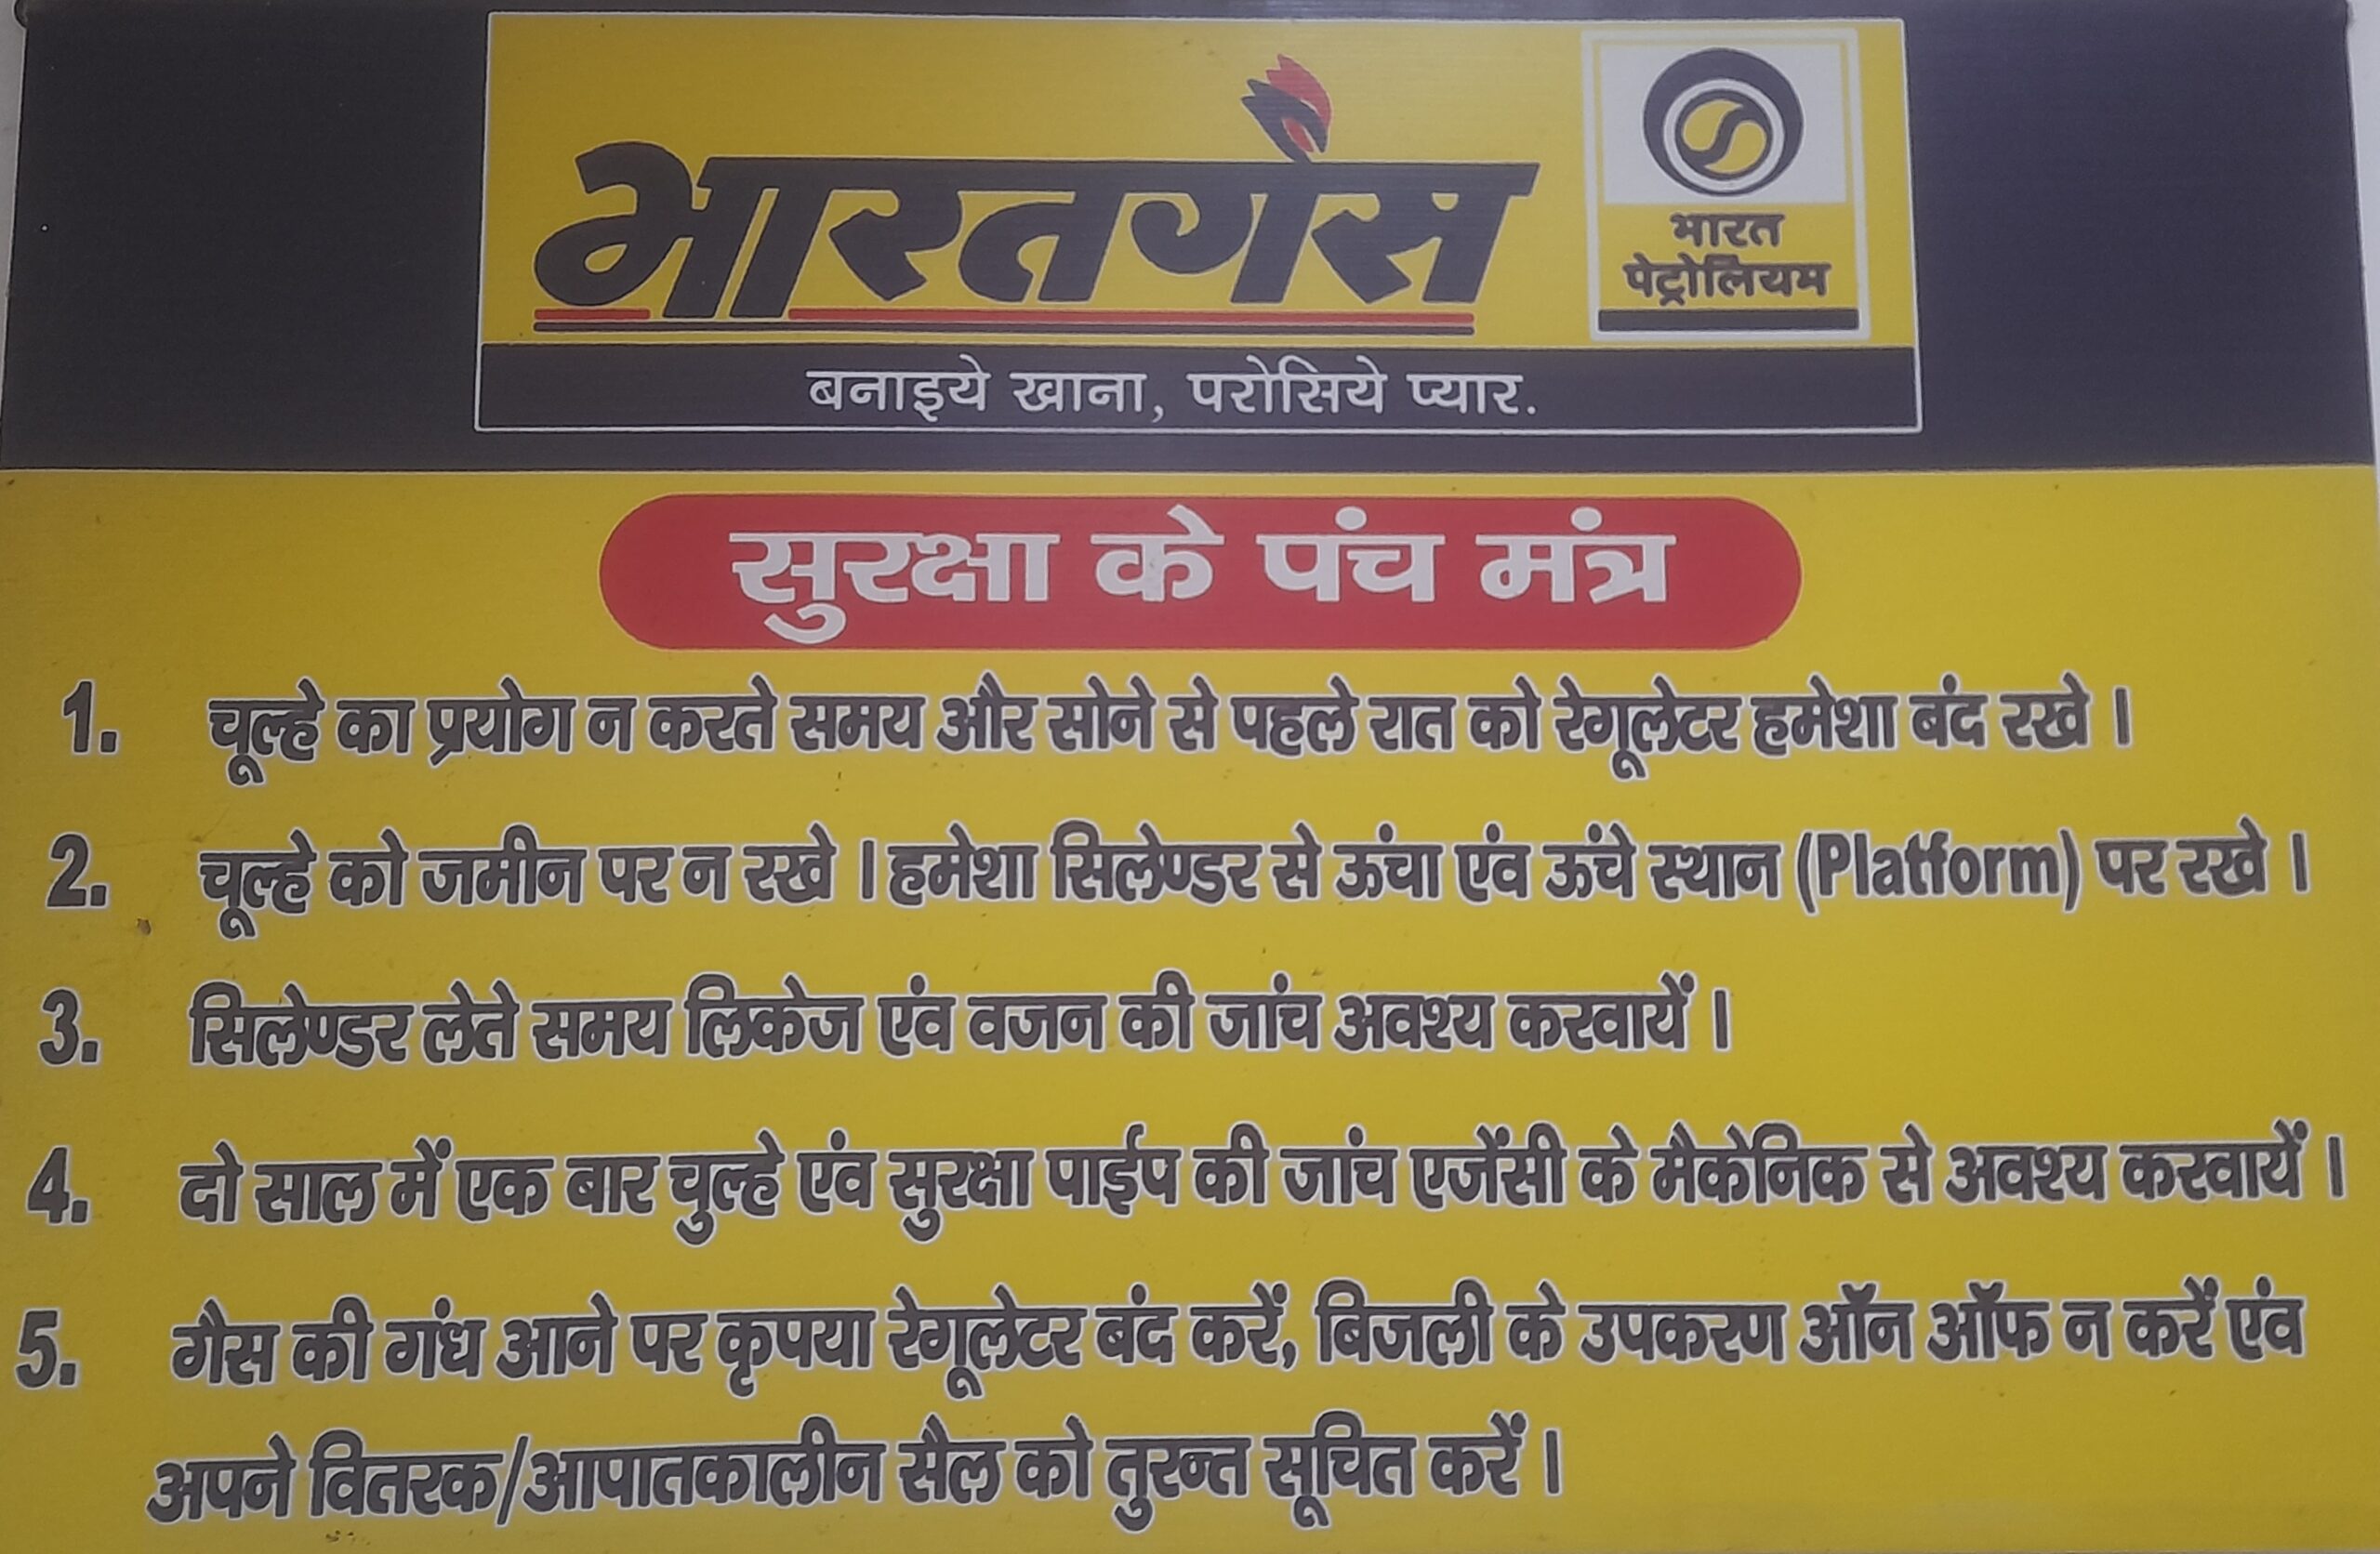 भारतगैस
भारत
पेट्रोलियम
बनाइये खाना, परोसिये प्यार.
सुरक्षा के पंच मंत्र
1. चूल्हे का प्रयोग न करते समय और सोने से पहले रात को रेगूलेटर हमेशा बंद रखे ।
2. चूल्हे को जमीन पर न रखे । हमेशा सिलेण्डर से ऊंचा एंव ऊंचे स्थान (Platform) पर रखे ।
3. सिलेण्डर लेते समय लिकेज एंव वजन की जांच अवश्य करवायें ।
4. दो साल में एक बार चुल्हे एंव सुरक्षा पाईप की जांच एजेंसी के मैकेनिक से अवश्य करवायें ।
5. गैस की गंध आने पर कृपया रेगूलेटर बंद करें, बिजली के उपकरण ऑन ऑफ न करें एंव
अपने वितरक/आपातकालीन सैल को तुरन्त सूचित करें ।